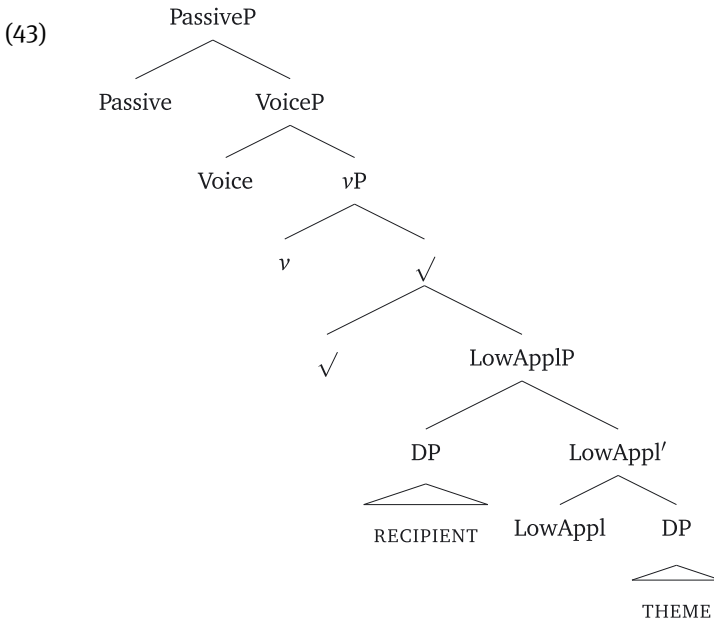 PassiveP
(43)
Passive VoiceP
Voice vP
v √
√ LowApplP
DP LowAppl′
RECIPIENT LowAppl DP
THEME